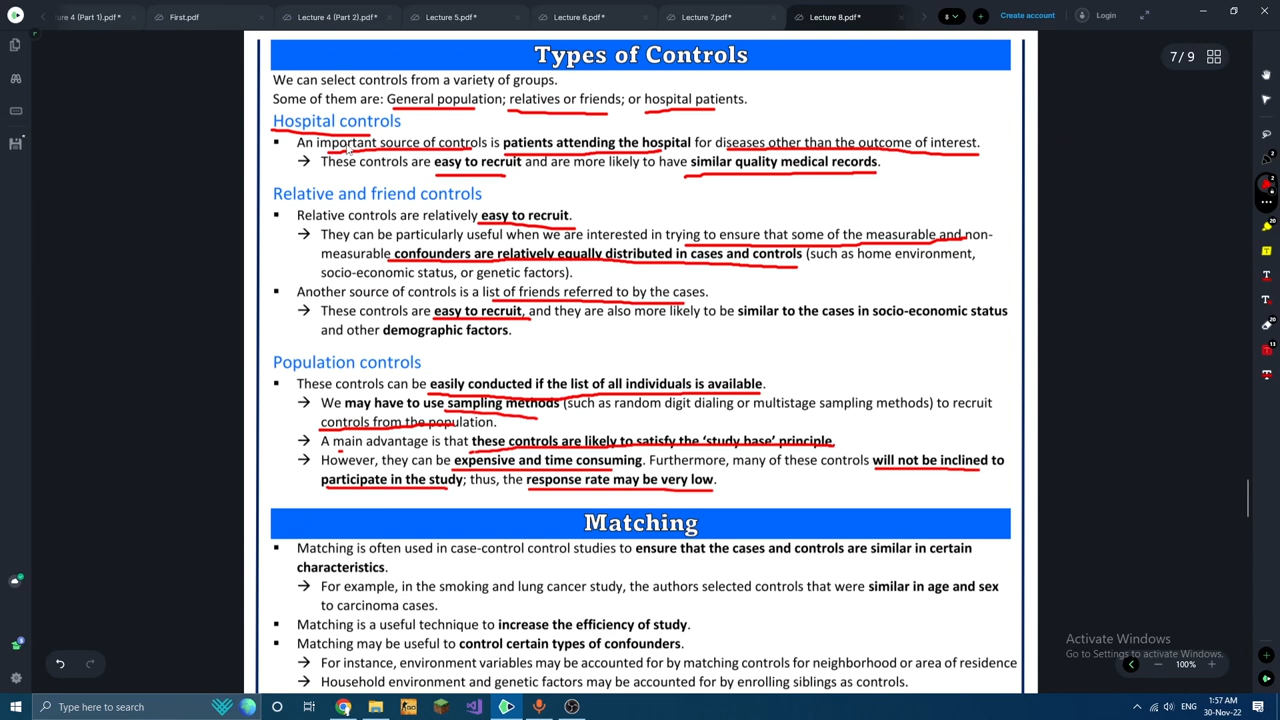 ure 4 (Part 1).pdf*
First.pdf
Lecture 4 (Part 2).pdf*
Lecture 5.pdf*
Lecture 6.pdf*
Lecture 7.pdf*
Lecture 8.pdf*
8
Create account
Login
7 / 9
Types of Controls
We can select controls from a variety of groups.
Some of them are: General population; relatives or friends; or hospital patients.
Hospital controls
▪ An important source of controls is patients attending the hospital for diseases other than the outcome of interest.
→ These controls are easy to recruit and are more likely to have similar quality medical records.
Relative and friend controls
▪ Relative controls are relatively easy to recruit.
→ They can be particularly useful when we are interested in trying to ensure that some of the measurable and non-
measurable confounders are relatively equally distributed in cases and controls (such as home environment,
socio-economic status, or genetic factors).
▪ Another source of controls is a list of friends referred to by the cases.
→ These controls are easy to recruit, and they are also more likely to be similar to the cases in socio-economic status
and other demographic factors.
Population controls
▪ These controls can be easily conducted if the list of all individuals is available.
→ We may have to use sampling methods (such as random digit dialing or multistage sampling methods) to recruit
controls from the population.
→ A main advantage is that these controls are likely to satisfy the ‘study base’ principle.
→ However, they can be expensive and time consuming. Furthermore, many of these controls will not be inclined to
participate in the study; thus, the response rate may be very low.
Matching
▪ Matching is often used in case-control control studies to ensure that the cases and controls are similar in certain
characteristics.
→ For example, in the smoking and lung cancer study, the authors selected controls that were similar in age and sex
to carcinoma cases.
▪ Matching is a useful technique to increase the efficiency of study.
▪ Matching may be useful to control certain types of confounders.
→ For instance, environment variables may be accounted for by matching controls for neighborhood or area of residence
→ Household environment and genetic factors may be accounted for by enrolling siblings as controls.
Activate Windows
Go to Settings to activate Windows.
100%
Type here to search
ENG
1:57 AM
30-Nov-22